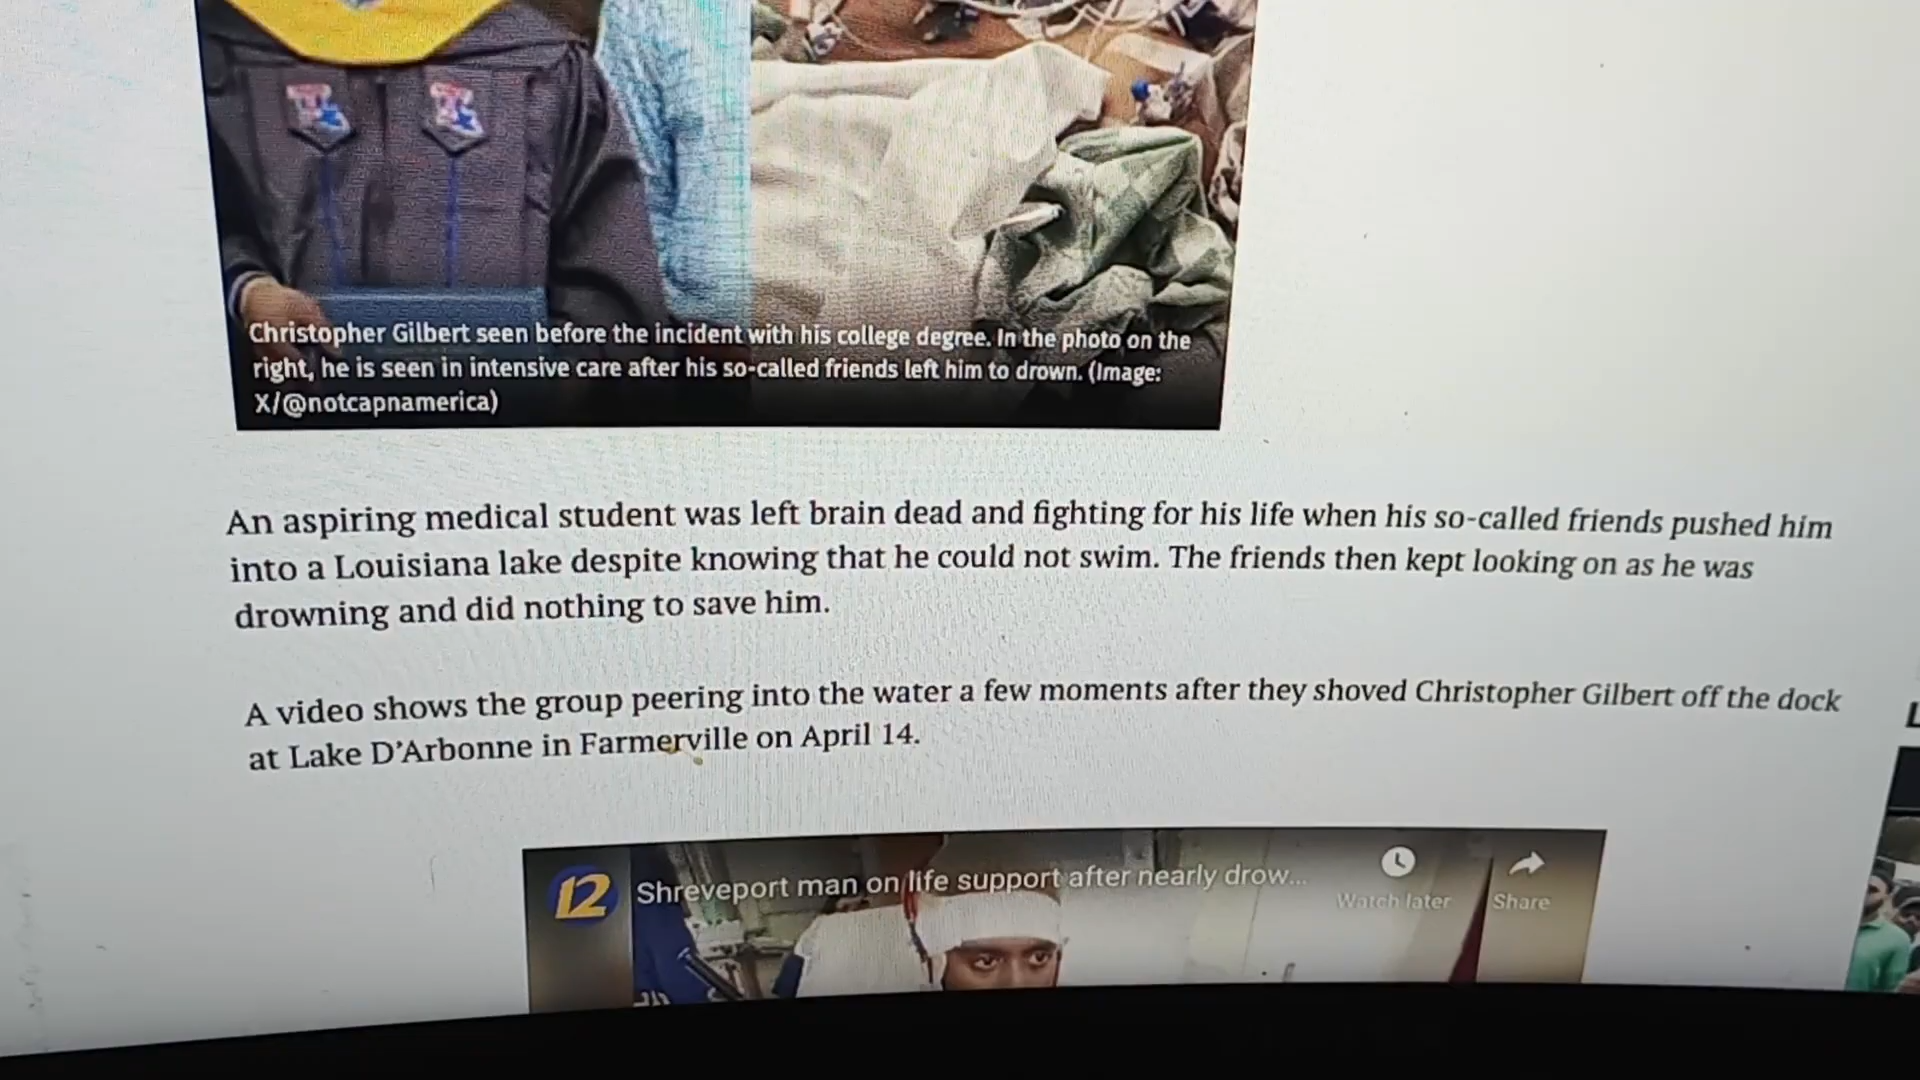 Christopher Gilbert seen before the incident with his college degree. In the photo on the
right, he is seen in intensive care after his so-called friends left him to drown. (Image:
X/@notcapnamerica)
An aspiring medical student was left brain dead and fighting for his life when his so-called friends pushed him
into a Louisiana lake despite knowing that he could not swim. The friends then kept looking on as he was
drowning and did nothing to save him.
A video shows the group peering into the water a few moments after they shoved Christopher Gilbert off the dock
at Lake D'Arbonne in Farmerville on April 14.
12 Shreveport man on life support after nearly drow...
Watch later
Share